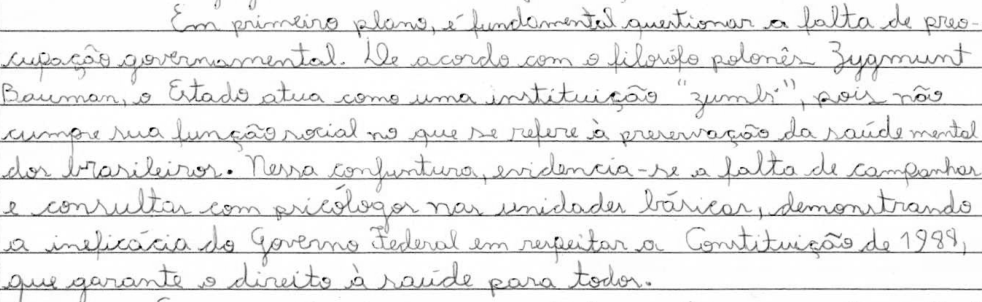 Em primeiro plano, é fundamental questionar a falta de preo-
cupação governamental. De acordo com o filósofo polonês Zygmunt
Bauman, o Estado atua como uma instituição "zumbi", pois não
cumpre sua função social no que se refere à preservação da saúde mental
dos brasileiros. Nessa conjuntura, evidencia-se a falta de campanhas
e consultas com psicólogos nas unidades básicas, demonstrando
a ineficácia do Governo Federal em respeitar a Constituição de 1988,
que garante o direito à saúde para todos.